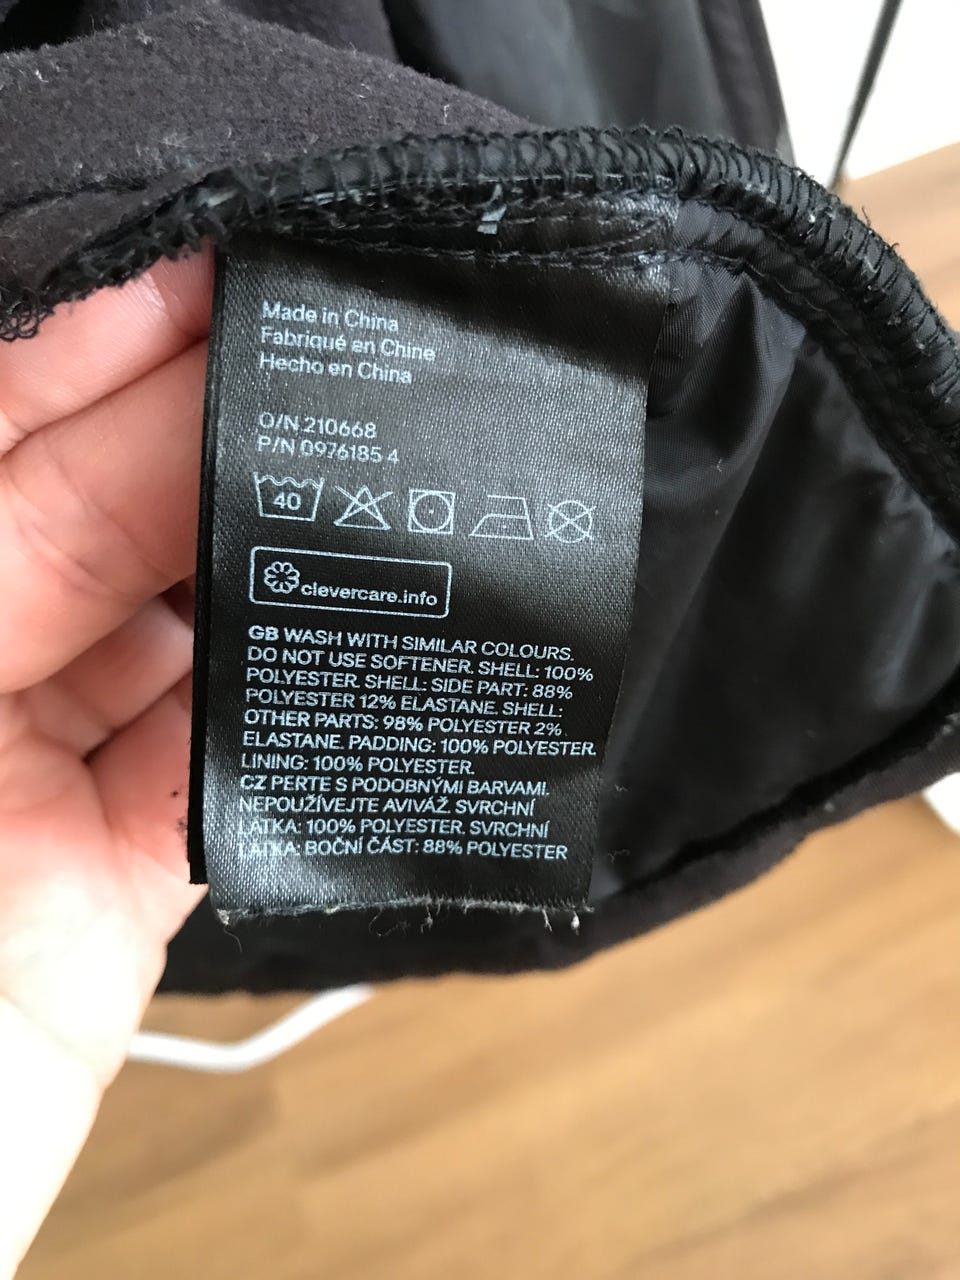 Made in China
Fabriqué en Chine
Hecho en China
O/N 210668
P/N 0976185 4
40
clevercare.info
GB WASH WITH SIMILAR COLOURS.
DO NOT USE SOFTENER. SHELL: 100%
POLYESTER. SHELL: SIDE PART: 88%
POLYESTER 12% ELASTANE. SHELL:
OTHER PARTS: 98% POLYESTER 2%
ELASTANE. PADDING: 100% POLYESTER.
LINING: 100% POLYESTER.
CZ PERTE S PODOBNÝMI BARVAMI.
NEPOUŽÍVEJTE AVIVÁŽ. SVRCHNÍ
LÁTKA: 100% POLYESTER. SVRCHNÍ
LÁTKA: BOČNÍ ČÁST: 88% POLYESTER